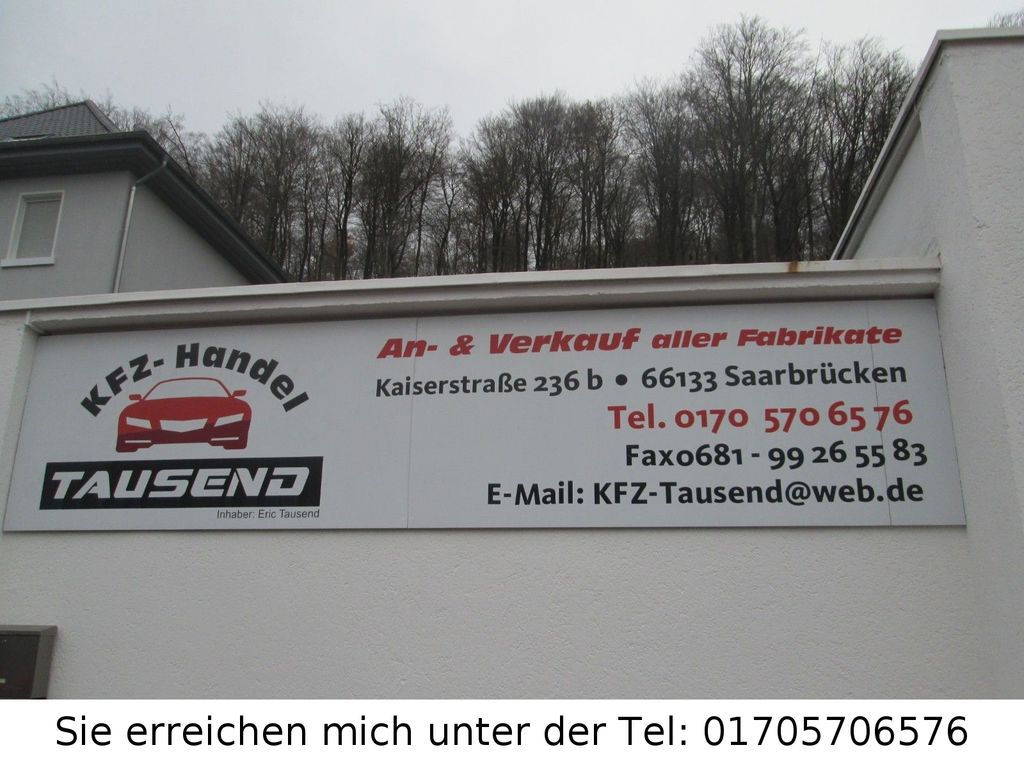 KFZ-Handel
TAUSEND
Inhaber: Eric Tausend
An- & Verkauf aller Fabrikate
Kaiserstraße 236 b • 66133 Saarbrücken
Tel. 0170 570 65 76
Fax0681 - 99 26 55 83
E-Mail: KFZ-Tausend@web.de
Sie erreichen mich unter der Tel: 01705706576